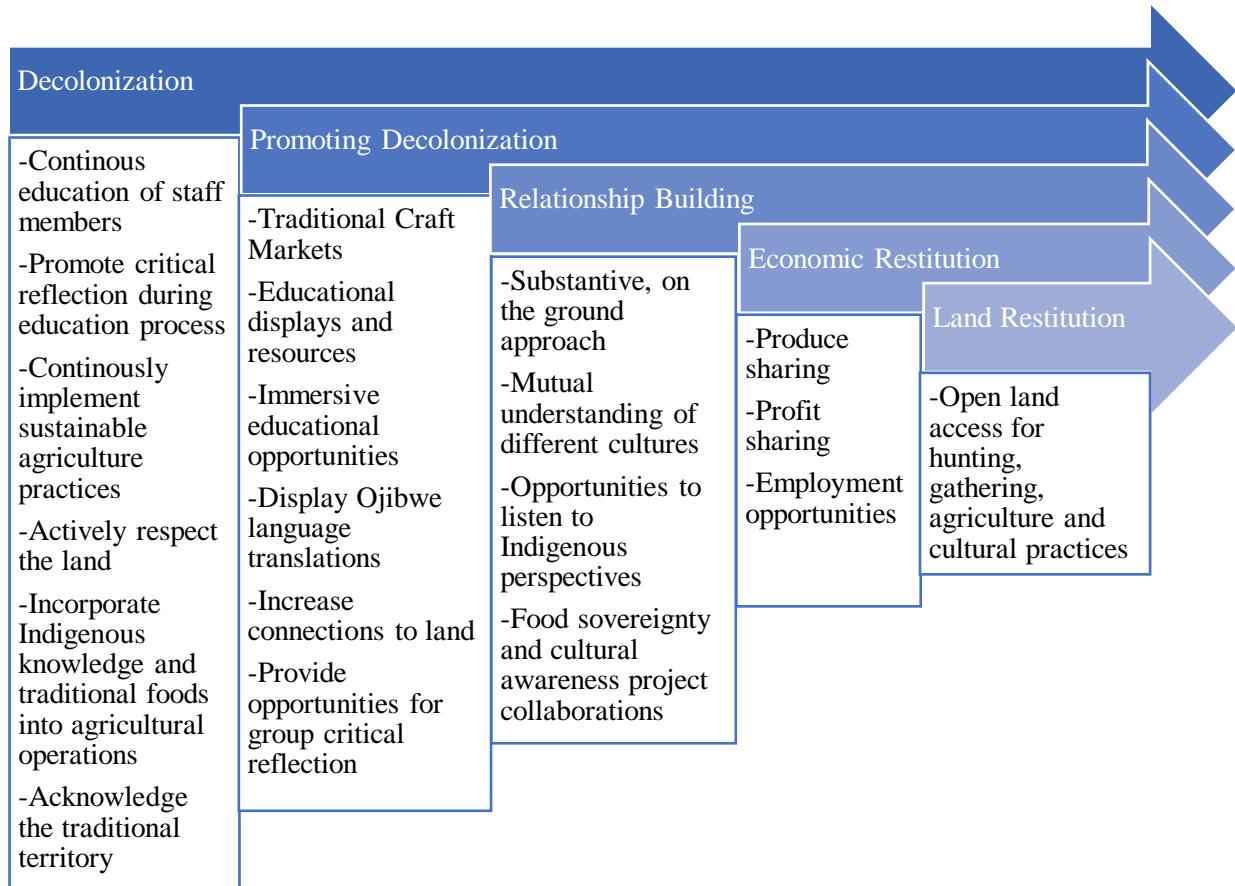 Decolonization
-Continous
education of staff
members
-Promote critical
reflection during
education process
-Continously
implement
sustainable
agriculture
practices
-Actively respect
the land
-Incorporate
Indigenous
knowledge and
traditional foods
into agricultural
operations
-Acknowledge
the traditional
territory
Promoting Decolonization
-Traditional Craft
Markets
-Educational
displays and
resources
-Immersive
educational
opportunities
-Display Ojibwe
language
translations
-Increase
connections to land
-Provide
opportunities for
group critical
reflection
Relationship Building
-Substantive, on
the ground
approach
-Mutual
understanding of
different cultures
-Opportunities to
listen to
Indigenous
perspectives
-Food sovereignty
and cultural
awareness project
collaborations
Economic Restitution
-Produce
sharing
-Profit
sharing
-Employment
opportunities
Land Restitution
-Open land
access for
hunting,
gathering,
agriculture and
cultural practices